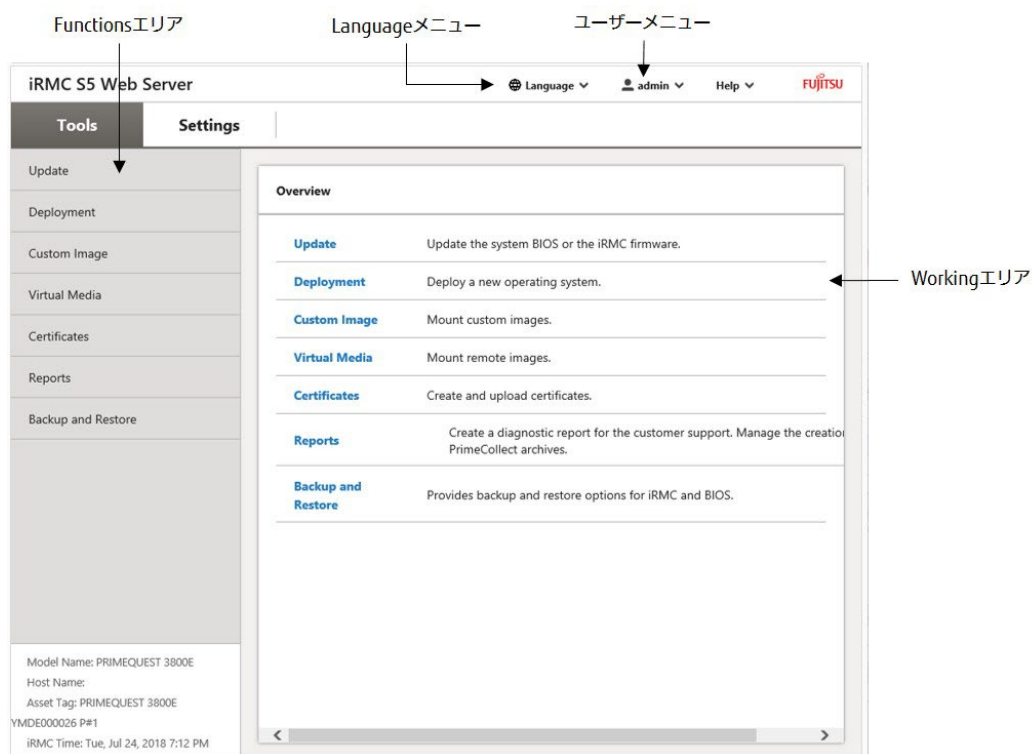 Functionsエリア
Languageメニュー
ユーザーメニュー
iRMC S5 Web Server
Language
admin
Help
FUJITSU
Tools
Settings
Update
Deployment
Custom Image
Virtual Media
Certificates
Reports
Backup and Restore
Overview
Update Update the system BIOS or the iRMC firmware.
Deployment Deploy a new operating system.
Custom Image Mount custom images.
Virtual Media Mount remote images.
Certificates Create and upload certificates.
Reports Create a diagnostic report for the customer support. Manage the creation
PrimeCollect archives.
Backup and
Restore Provides backup and restore options for iRMC and BIOS.
Workingエリア
Model Name: PRIMEQUEST 3800E
Host Name:
Asset Tag: PRIMEQUEST 3800E
YMDE000026 P#1
iRMC Time: Tue, Jul 24, 2018 7:12 PM